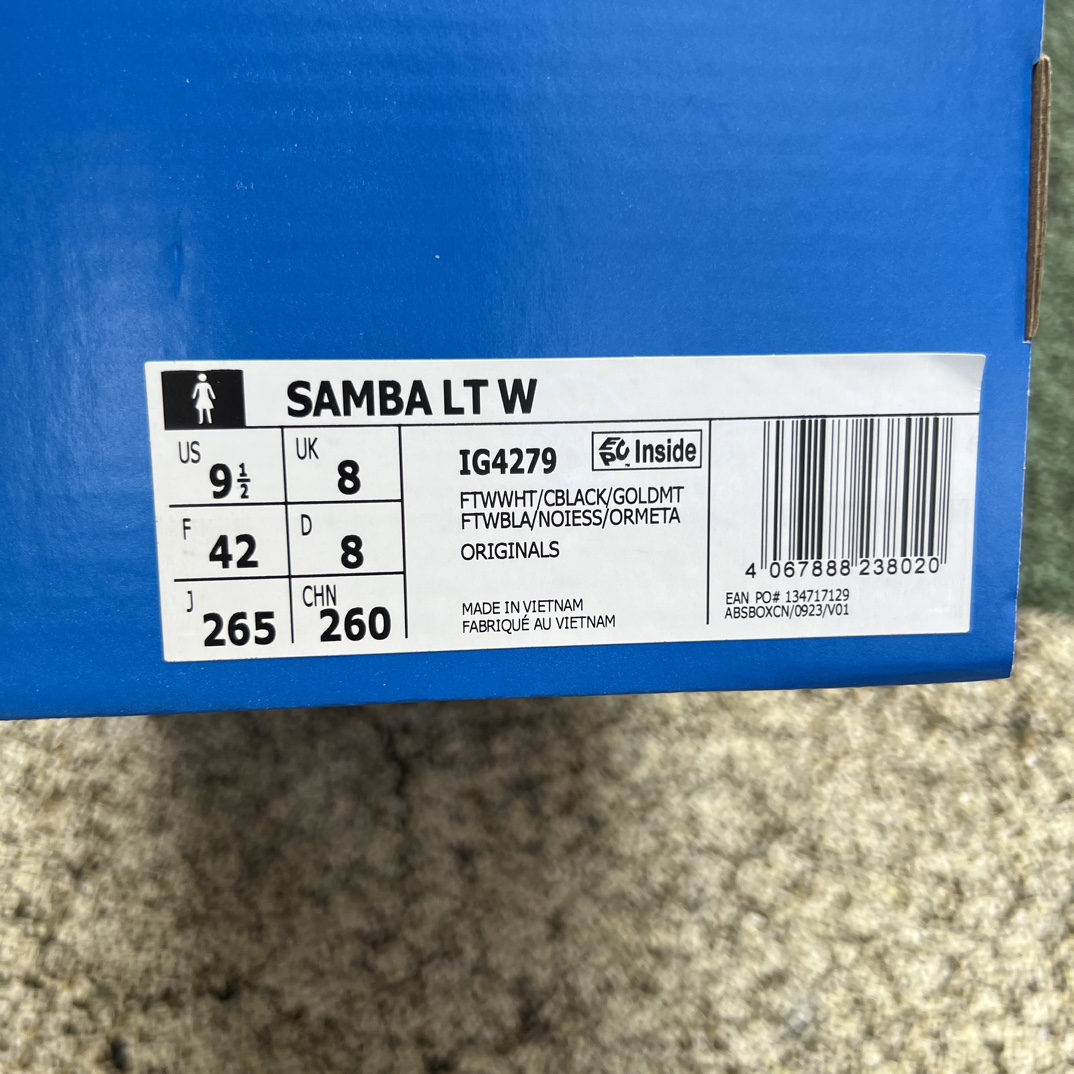 SAMBA LT W
US 9½
UK 8
F 42
D 8
J 265
CHN 260
IG4279
EPC™ Inside
FTWWHT/CBLACK/GOLDMT
FTWBLA/NOIESS/ORMETA
ORIGINALS
MADE IN VIETNAM
FABRIQUÉ AU VIETNAM
4 067888 238020
EAN PO# 134717129
ABSBOXCN/0923/V01